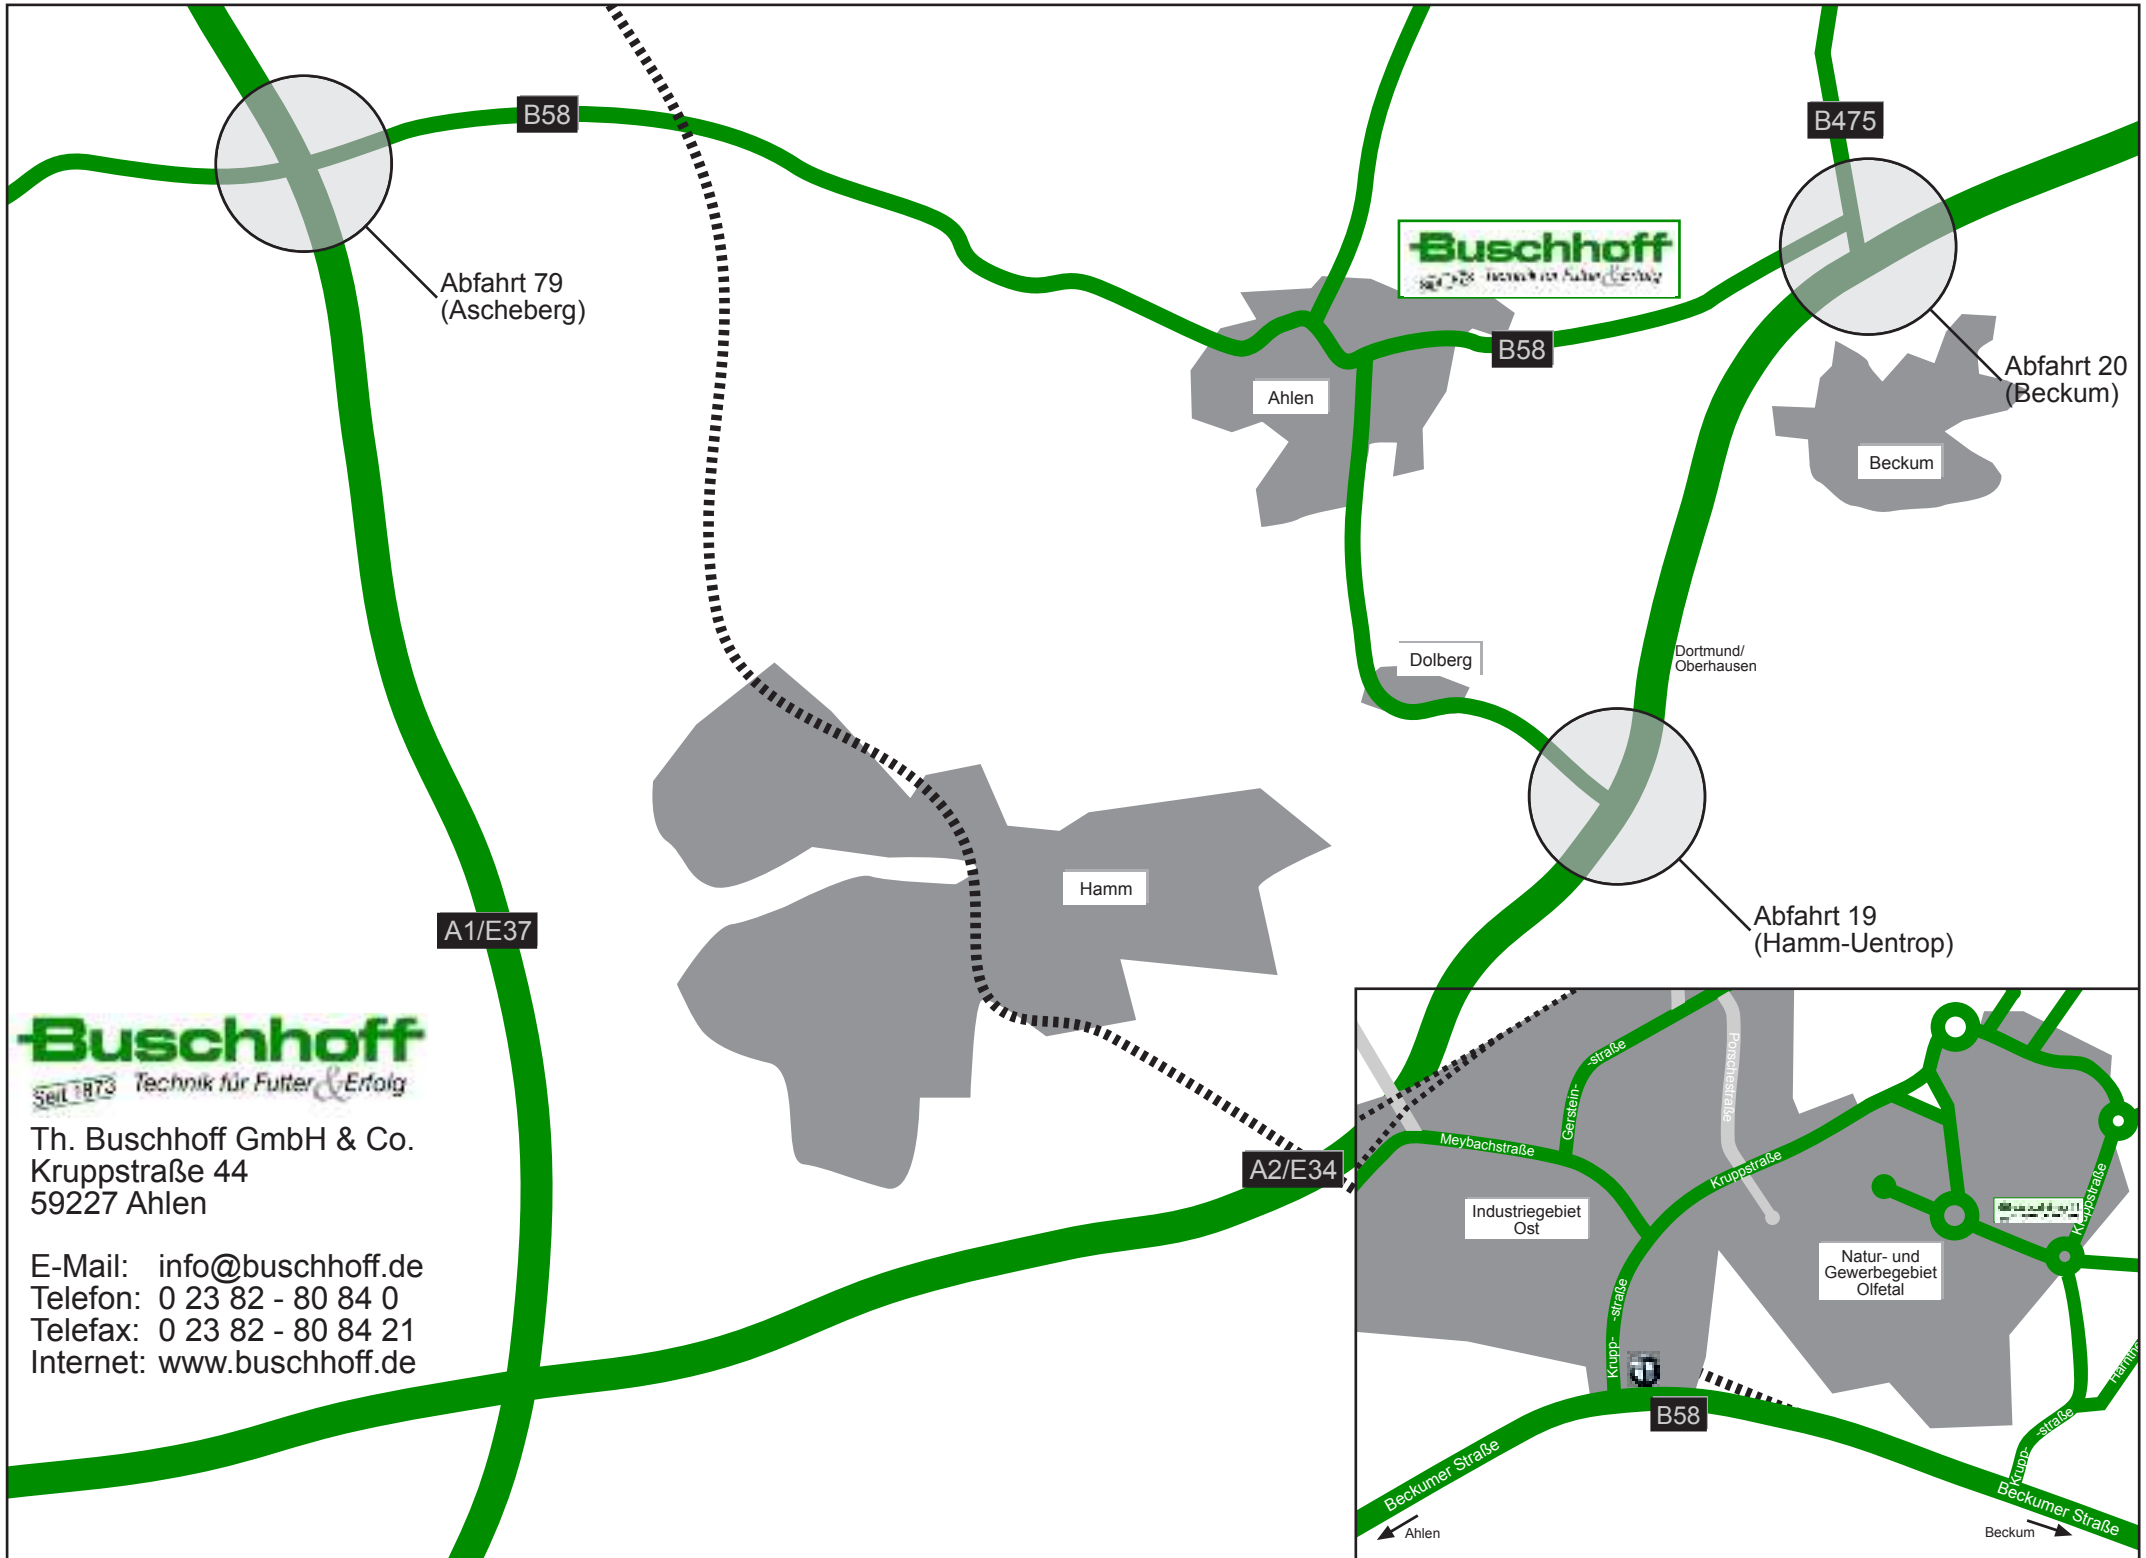 B58
B475
Abfahrt 79
(Ascheberg)
Buschhoff
B58
Abfahrt 20
(Beckum)
Ahlen
Beckum
Dolberg
Dortmund/
Oberhausen
Hamm
Abfahrt 19
(Hamm-Uentrop)
A1/E37
A2/E34
Buschhoff
Seit 1873 Technik für Futter & Erfolg
Th. Buschhoff GmbH & Co.
Kruppstraße 44
59227 Ahlen
E-Mail: info@buschhoff.de
Telefon: 0 23 82 - 80 84 0
Telefax: 0 23 82 - 80 84 21
Internet: www.buschhoff.de
Gerstein-
-straße
Porschestraße
Meybachstraße
Kruppstraße
Kruppstraße
Industriegebiet
Ost
Natur- und
Gewerbegebiet
Olfetal
Krupp-
-straße
B58
Krupp-
-straße
Beckumer Straße
Beckumer Straße
Ahlen
Beckum